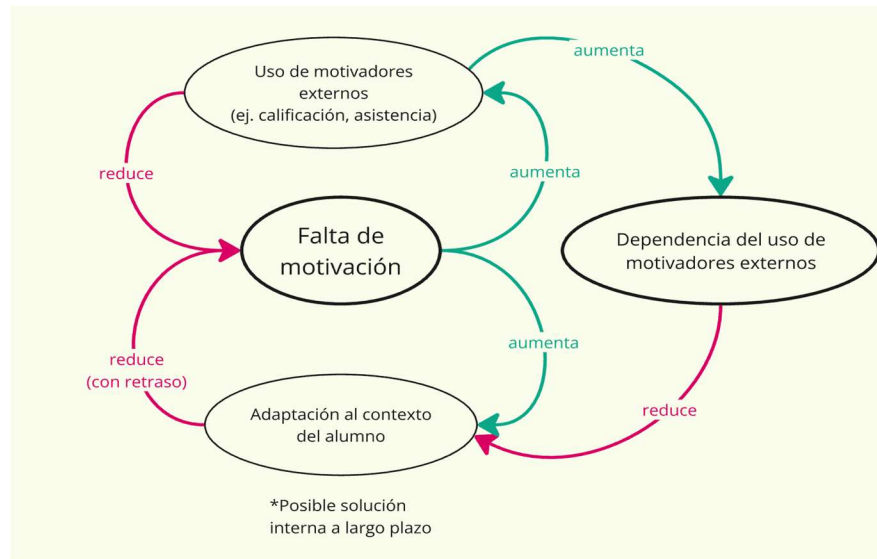 Uso de motivadores
externos
(ej. calificación, asistencia)
aumenta
reduce
aumenta
Falta de
motivación
Dependencia del uso de
motivadores externos
aumenta
reduce
(con retraso)
Adaptación al contexto
del alumno
reduce
*Posible solución
interna a largo plazo